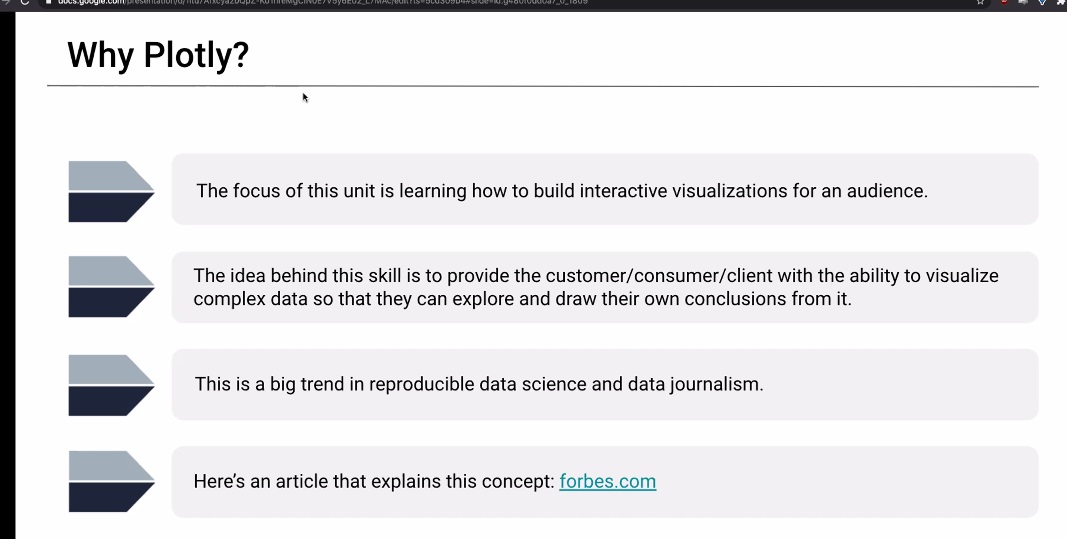 docs.google.com
Why Plotly?
The focus of this unit is learning how to build interactive visualizations for an audience.
The idea behind this skill is to provide the customer/consumer/client with the ability to visualize
complex data so that they can explore and draw their own conclusions from it.
This is a big trend in reproducible data science and data journalism.
Here’s an article that explains this concept: forbes.com